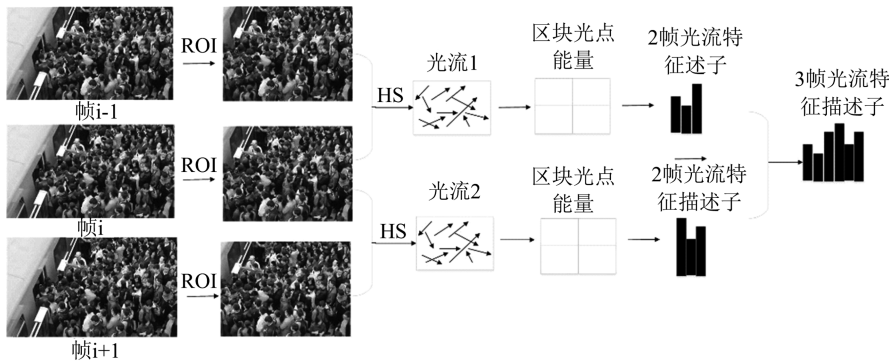 ROI
帧i-1
ROI
帧i
ROI
帧i+1
HS
光流1
区块光点
能量
2帧光流特
征述子
HS
光流2
区块光点
能量
2帧光流特
征描述子
3帧光流特
征描述子